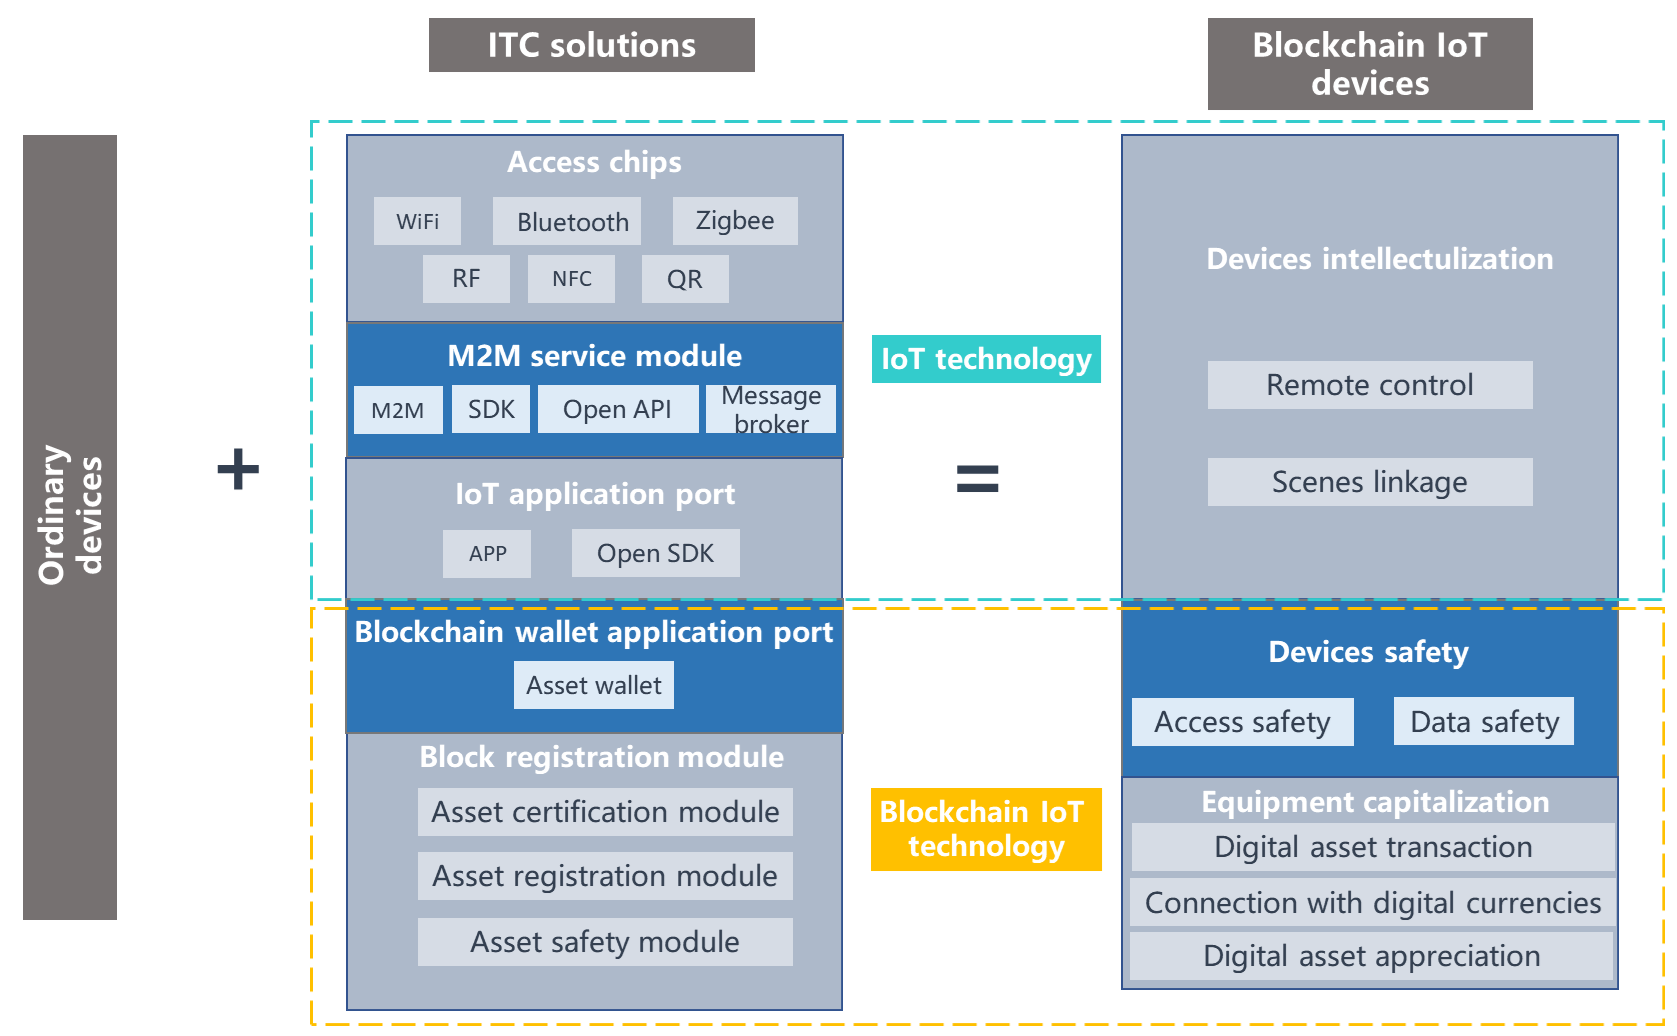 ITC solutions
Blockchain IoT
devices
Ordinary
devices
+
Access chips
WiFi
Bluetooth
Zigbee
RF
NFC
QR
M2M service module
M2M
SDK
Open API
Message
broker
IoT application port
APP
Open SDK
Blockchain wallet application port
Asset wallet
Block registration module
Asset certification module
Asset registration module
Asset safety module
IoT technology
=
Blockchain IoT
technology
Devices intellectulization
Remote control
Scenes linkage
Devices safety
Access safety
Data safety
Equipment capitalization
Digital asset transaction
Connection with digital currencies
Digital asset appreciation